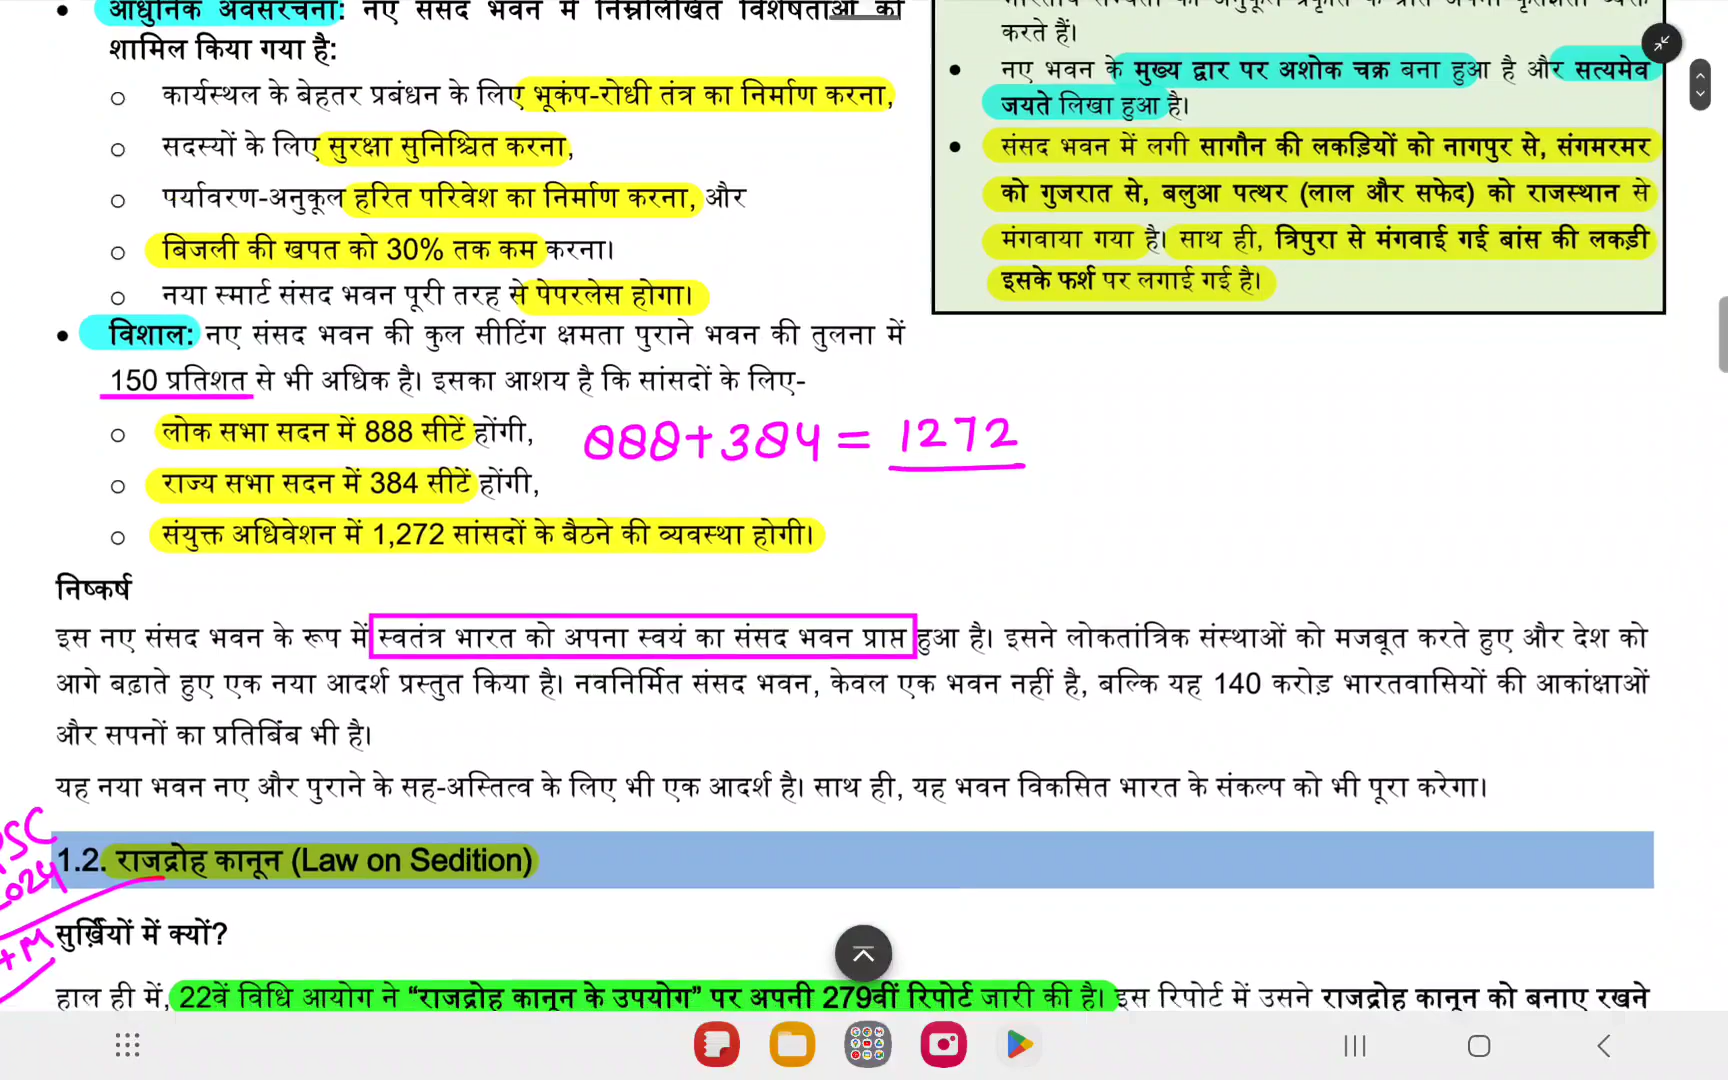 आधुनिक अवसरचना: नए संसद भवन में निम्नलिखित विशेषताओं को
शामिल किया गया है:
कार्यस्थल के बेहतर प्रबंधन के लिए भूकंप-रोधी तंत्र का निर्माण करना,
सदस्यों के लिए सुरक्षा सुनिश्चित करना,
पर्यावरण-अनुकूल हरित परिवेश का निर्माण करना, और
बिजली की खपत को 30% तक कम करना।
नया स्मार्ट संसद भवन पूरी तरह से पेपरलेस होगा।
विशाल: नए संसद भवन की कुल सीटिंग क्षमता पुराने भवन की तुलना में
150 प्रतिशत से भी अधिक है। इसका आशय है कि सांसदों के लिए-
लोक सभा सदन में 888 सीटें होंगी,
888+384 = 1272
राज्य सभा सदन में 384 सीटें होंगी,
संयुक्त अधिवेशन में 1,272 सांसदों के बैठने की व्यवस्था होगी।
करते हैं।
नए भवन के मुख्य द्वार पर अशोक चक्र बना हुआ है और सत्यमेव
जयते लिखा हुआ है।
संसद भवन में लगी सागौन की लकड़ियों को नागपुर से, संगमरमर
को गुजरात से, बलुआ पत्थर (लाल और सफेद) को राजस्थान से
मंगवाया गया है। साथ ही, त्रिपुरा से मंगवाई गई बांस की लकड़ी
इसके फर्श पर लगाई गई है।
निष्कर्ष
इस नए संसद भवन के रूप में स्वतंत्र भारत को अपना स्वयं का संसद भवन प्राप्त हुआ है। इसने लोकतांत्रिक संस्थाओं को मजबूत करते हुए और देश को
आगे बढ़ाते हुए एक नया आदर्श प्रस्तुत किया है। नवनिर्मित संसद भवन, केवल एक भवन नहीं है, बल्कि यह 140 करोड़ भारतवासियों की आकांक्षाओं
और सपनों का प्रतिबिंब भी है।
यह नया भवन नए और पुराने के सह-अस्तित्व के लिए भी एक आदर्श है। साथ ही, यह भवन विकसित भारत के संकल्प को भी पूरा करेगा।
1.2. राजद्रोह कानून (Law on Sedition)
+M
सुर्ख़ियों में क्यों?
हाल ही में, 22वें विधि आयोग ने “राजद्रोह कानून के उपयोग” पर अपनी 279वीं रिपोर्ट जारी की है। इस रिपोर्ट में उसने राजद्रोह कानून को बनाए रखने